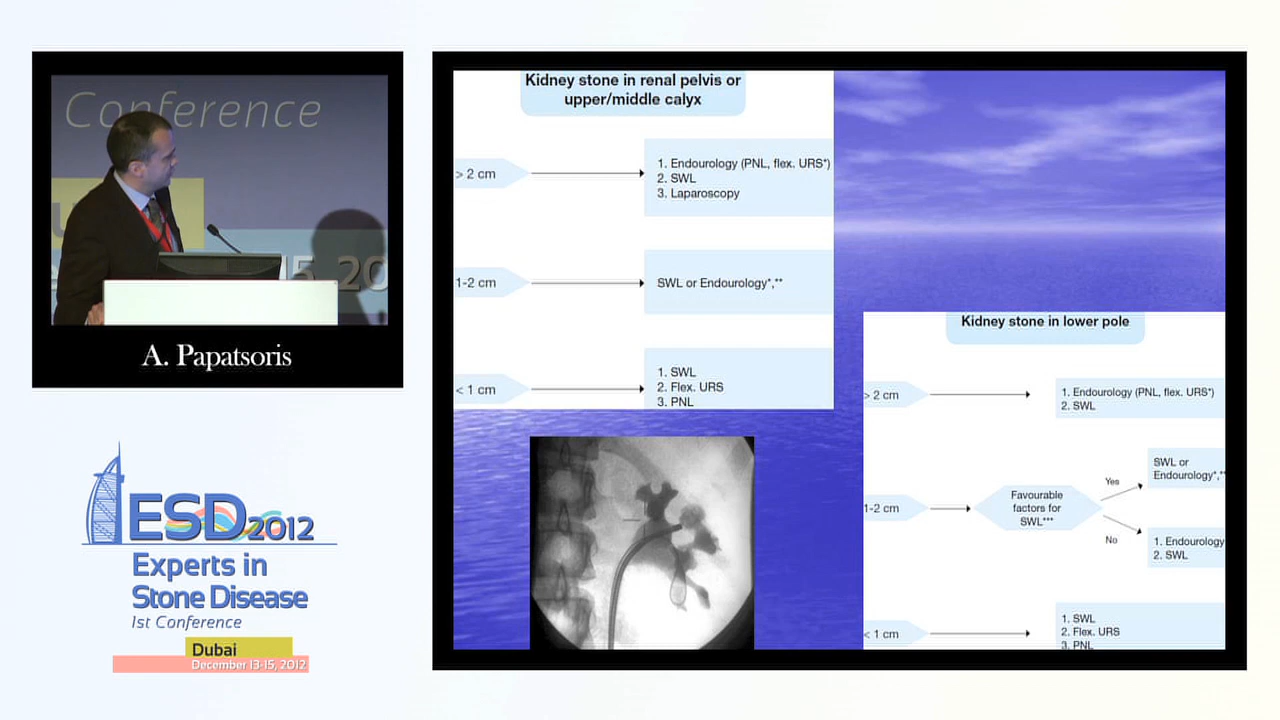 Conference
15, 20
A. Papatsoris
ESD2012
Experts in
Stone Disease
1st Conference
Dubai
December 13-15, 2012
Kidney stone in renal pelvis or
upper/middle calyx
> 2 cm
1. Endourology (PNL, flex. URS*)
2. SWL
3. Laparoscopy
1-2 cm
SWL or Endourology*,**
< 1 cm
1. SWL
2. Flex. URS
3. PNL
Kidney stone in lower pole
> 2 cm
1. Endourology (PNL, flex. URS*)
2. SWL
1-2 cm
Favourable
factors for
SWL***
Yes
SWL or
Endourology*,**
No
1. Endourology
2. SWL
< 1 cm
1. SWL
2. Flex. URS
3. PNL